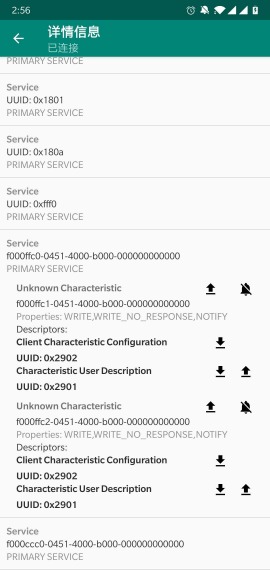 2:56
详情信息
已连接
PRIMARY SERVICE
Service
UUID: 0x1801
PRIMARY SERVICE
Service
UUID: 0x180a
PRIMARY SERVICE
Service
UUID: 0xfff0
PRIMARY SERVICE
Service
f000ffc0-0451-4000-b000-000000000000
PRIMARY SERVICE
Unknown Characteristic
f000ffc1-0451-4000-b000-000000000000
Properties: WRITE,WRITE_NO_RESPONSE,NOTIFY
Descriptors:
Client Characteristic Configuration
UUID: 0x2902
Characteristic User Description
UUID: 0x2901
Unknown Characteristic
f000ffc2-0451-4000-b000-000000000000
Properties: WRITE,WRITE_NO_RESPONSE,NOTIFY
Descriptors:
Client Characteristic Configuration
UUID: 0x2902
Characteristic User Description
UUID: 0x2901
Service
f000ccc0-0451-4000-b000-000000000000
PRIMARY SERVICE